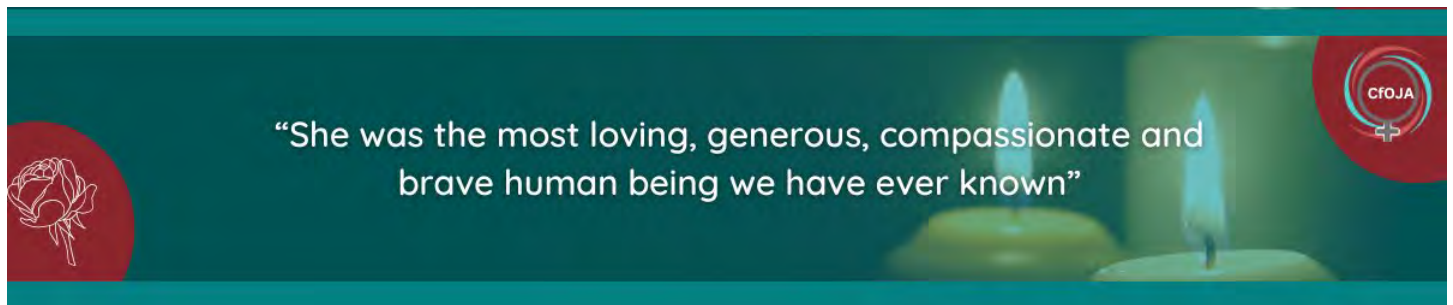 “She was the most loving, generous, compassionate and
brave human being we have ever known”
CfOJA